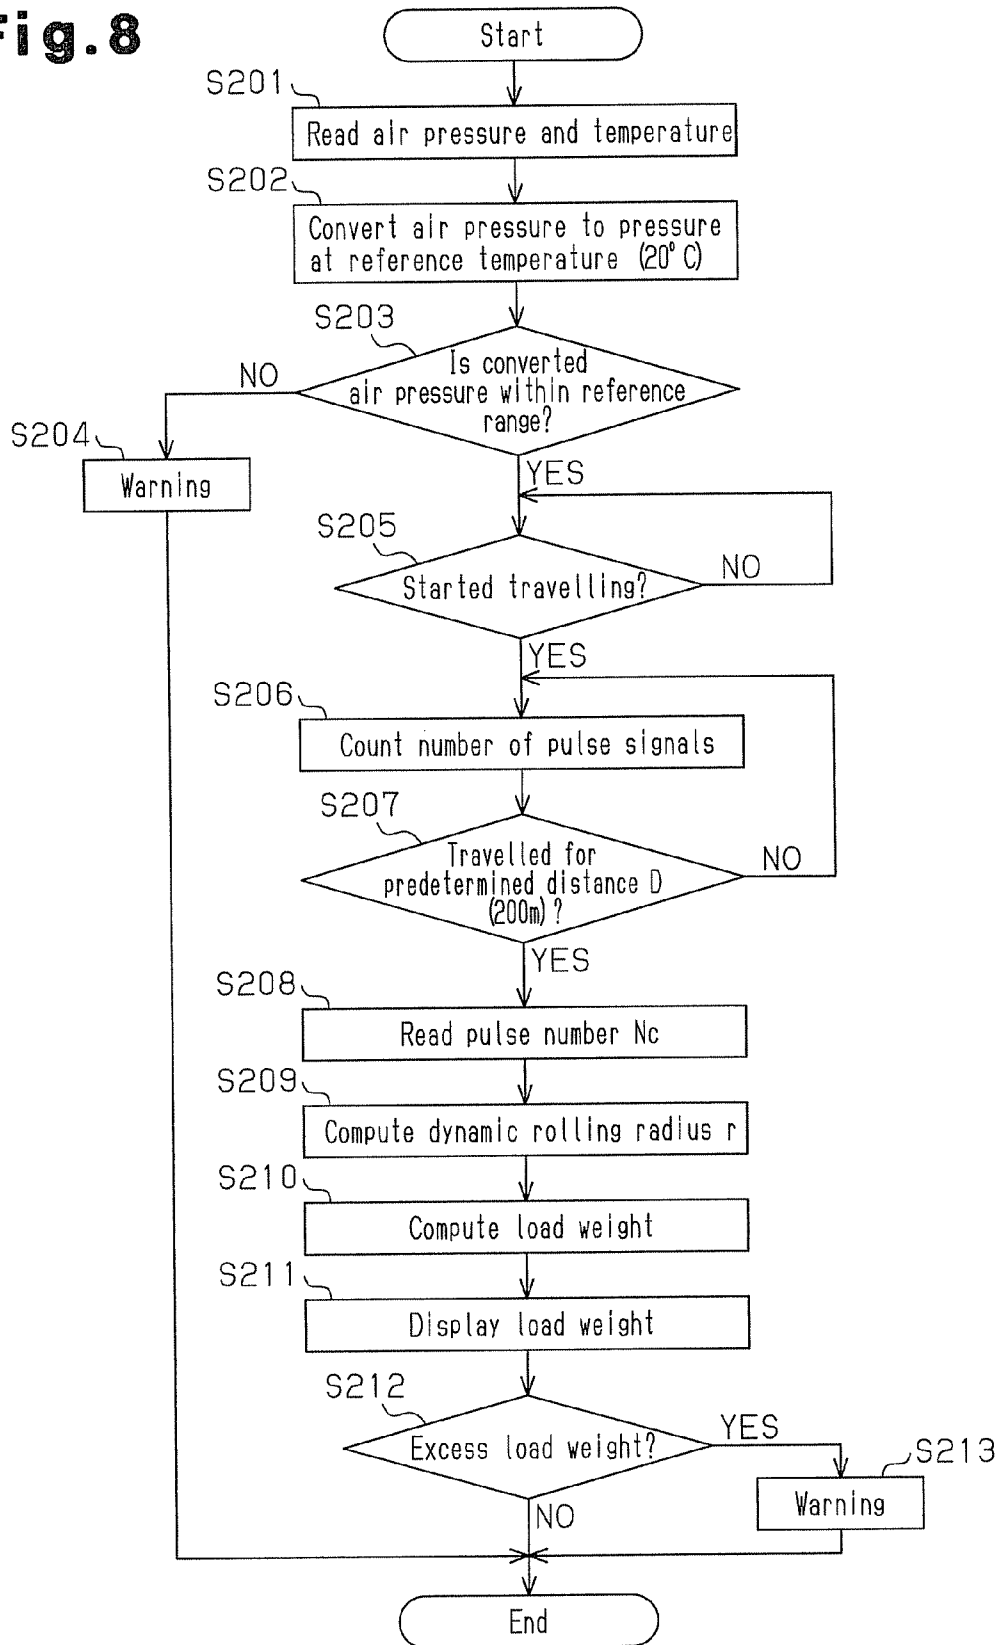 Fig.8
Start
S201
Read air pressure and temperature
S202
Convert air pressure to pressure
at reference temperature (20° C)
S203
Is converted
air pressure within reference
range?
NO
YES
S204
Warning
S205
Started travelling?
NO
YES
S206
Count number of pulse signals
S207
Travelled for
predetermined distance D
(200m) ?
NO
YES
S208
Read pulse number Nc
S209
Compute dynamic rolling radius r
S210
Compute load weight
S211
Display load weight
S212
Excess load weight?
YES
NO
S213
Warning
End